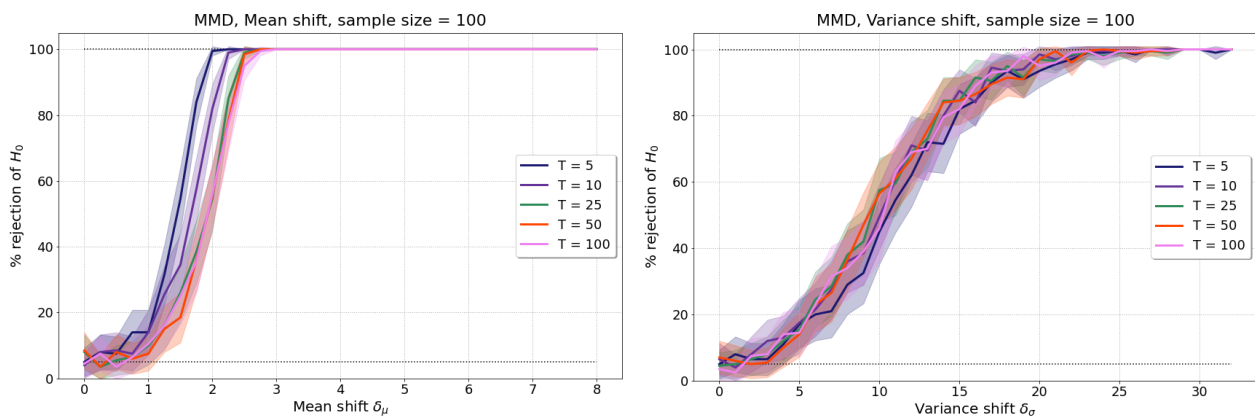 MMD, Mean shift, sample size = 100
100
80
60
40
20
0
% rejection of H₀
T = 5
T = 10
T = 25
T = 50
T = 100
0 1 2 3 4 5 6 7 8
Mean shift δ_μ
MMD, Variance shift, sample size = 100
100
80
60
40
20
0
% rejection of H₀
T = 5
T = 10
T = 25
T = 50
T = 100
0 5 10 15 20 25 30
Variance shift δ_σ